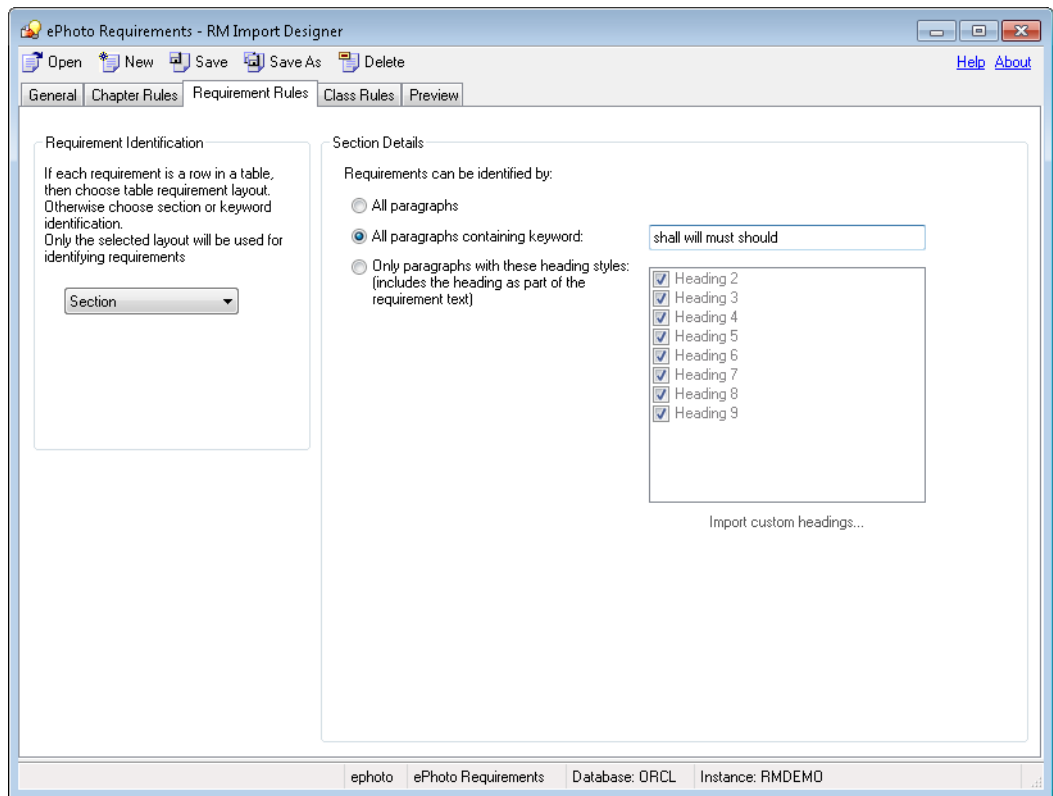 ePhoto Requirements - RM Import Designer
Open New Save Save As Delete Help About
General Chapter Rules Requirement Rules Class Rules Preview
Requirement Identification
If each requirement is a row in a table,
then choose table requirement layout.
Otherwise choose section or keyword
identification.
Only the selected layout will be used for
identifying requirements
Section
Section Details
Requirements can be identified by:
All paragraphs
All paragraphs containing keyword: shall will must should
Only paragraphs with these heading styles:
(includes the heading as part of the
requirement text)
Heading 2
Heading 3
Heading 4
Heading 5
Heading 6
Heading 7
Heading 8
Heading 9
Import custom headings...
ephoto ePhoto Requirements Database: ORCL Instance: RMDEMO